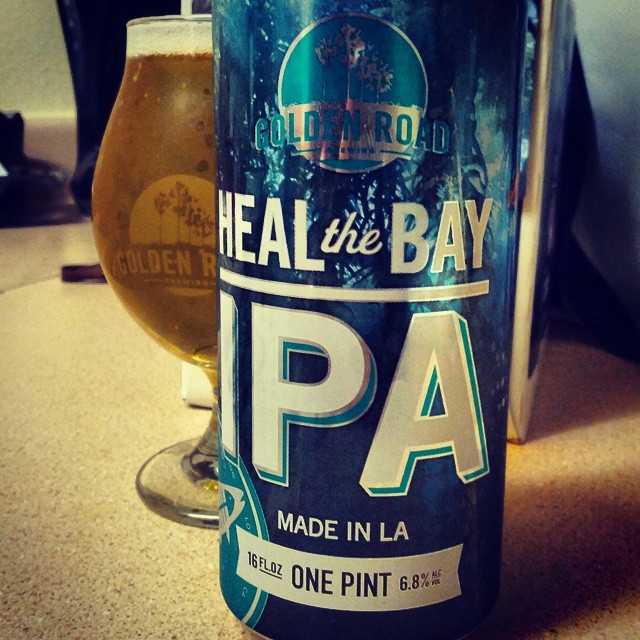 GOLDEN ROAD
BREWING
HEAL the BAY
IPA
MADE IN LA
16 FL.OZ ONE PINT 6.8% ALC VOL
GOLDEN R